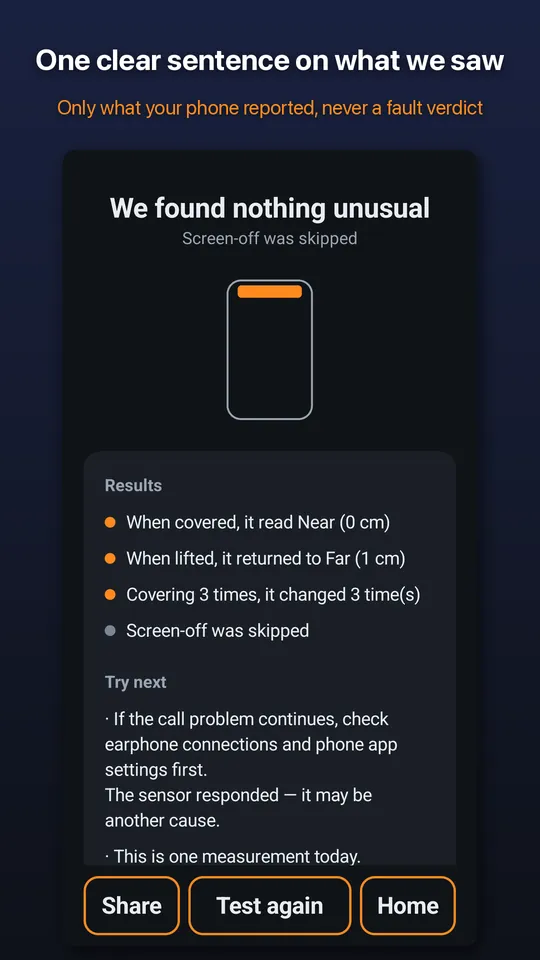 One clear sentence on what we saw
Only what your phone reported, never a fault verdict
We found nothing unusual
Screen-off was skipped
Results
When covered, it read Near (0 cm)
When lifted, it returned to Far (1 cm)
Covering 3 times, it changed 3 time(s)
Screen-off was skipped
Try next
· If the call problem continues, check
earphone connections and phone app
settings first.
The sensor responded — it may be
another cause.
· This is one measurement today.
Share
Test again
Home